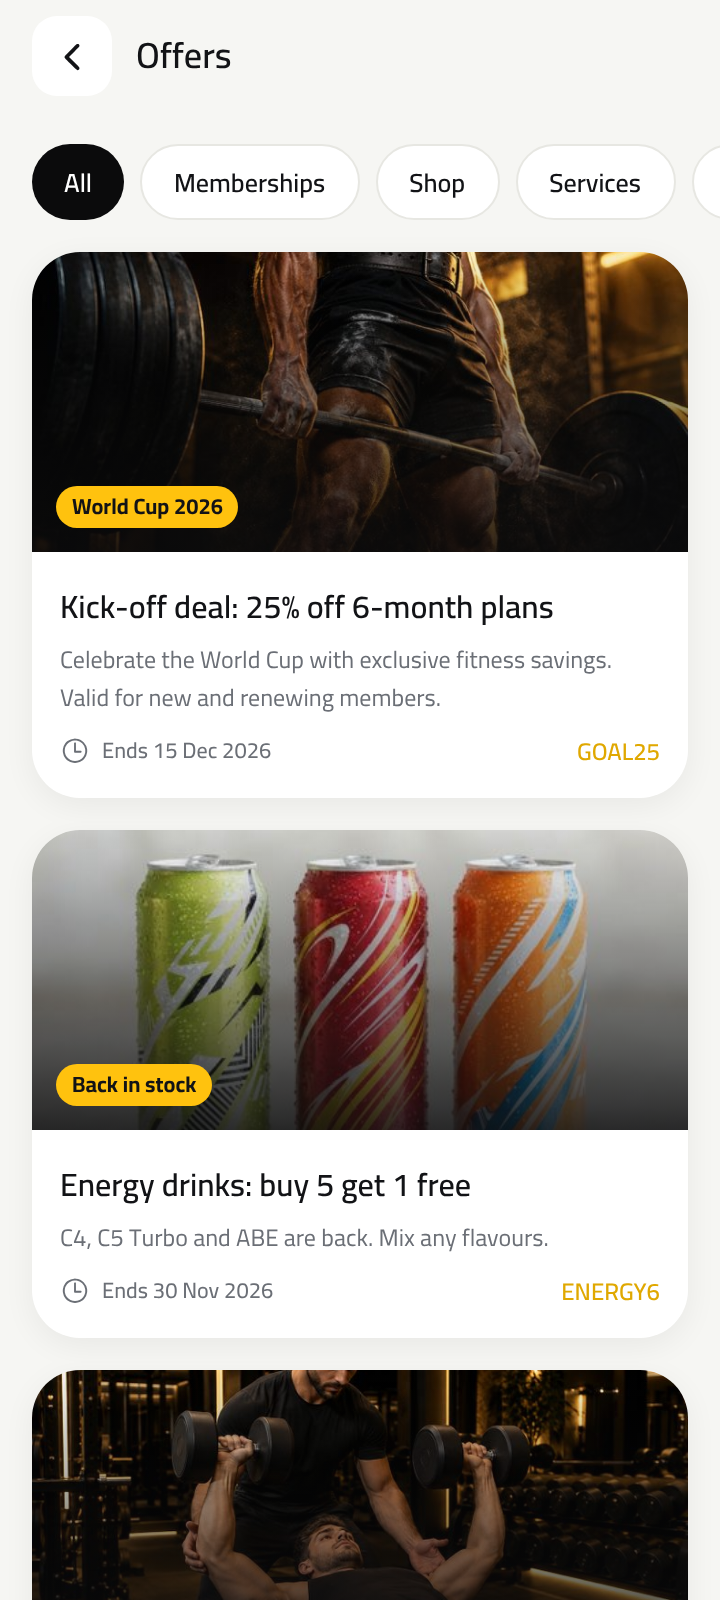 Offers
All
Memberships
Shop
Services
World Cup 2026
Kick-off deal: 25% off 6-month plans
Celebrate the World Cup with exclusive fitness savings.
Valid for new and renewing members.
Ends 15 Dec 2026
GOAL25
Back in stock
Energy drinks: buy 5 get 1 free
C4, C5 Turbo and ABE are back. Mix any flavours.
Ends 30 Nov 2026
ENERGY6